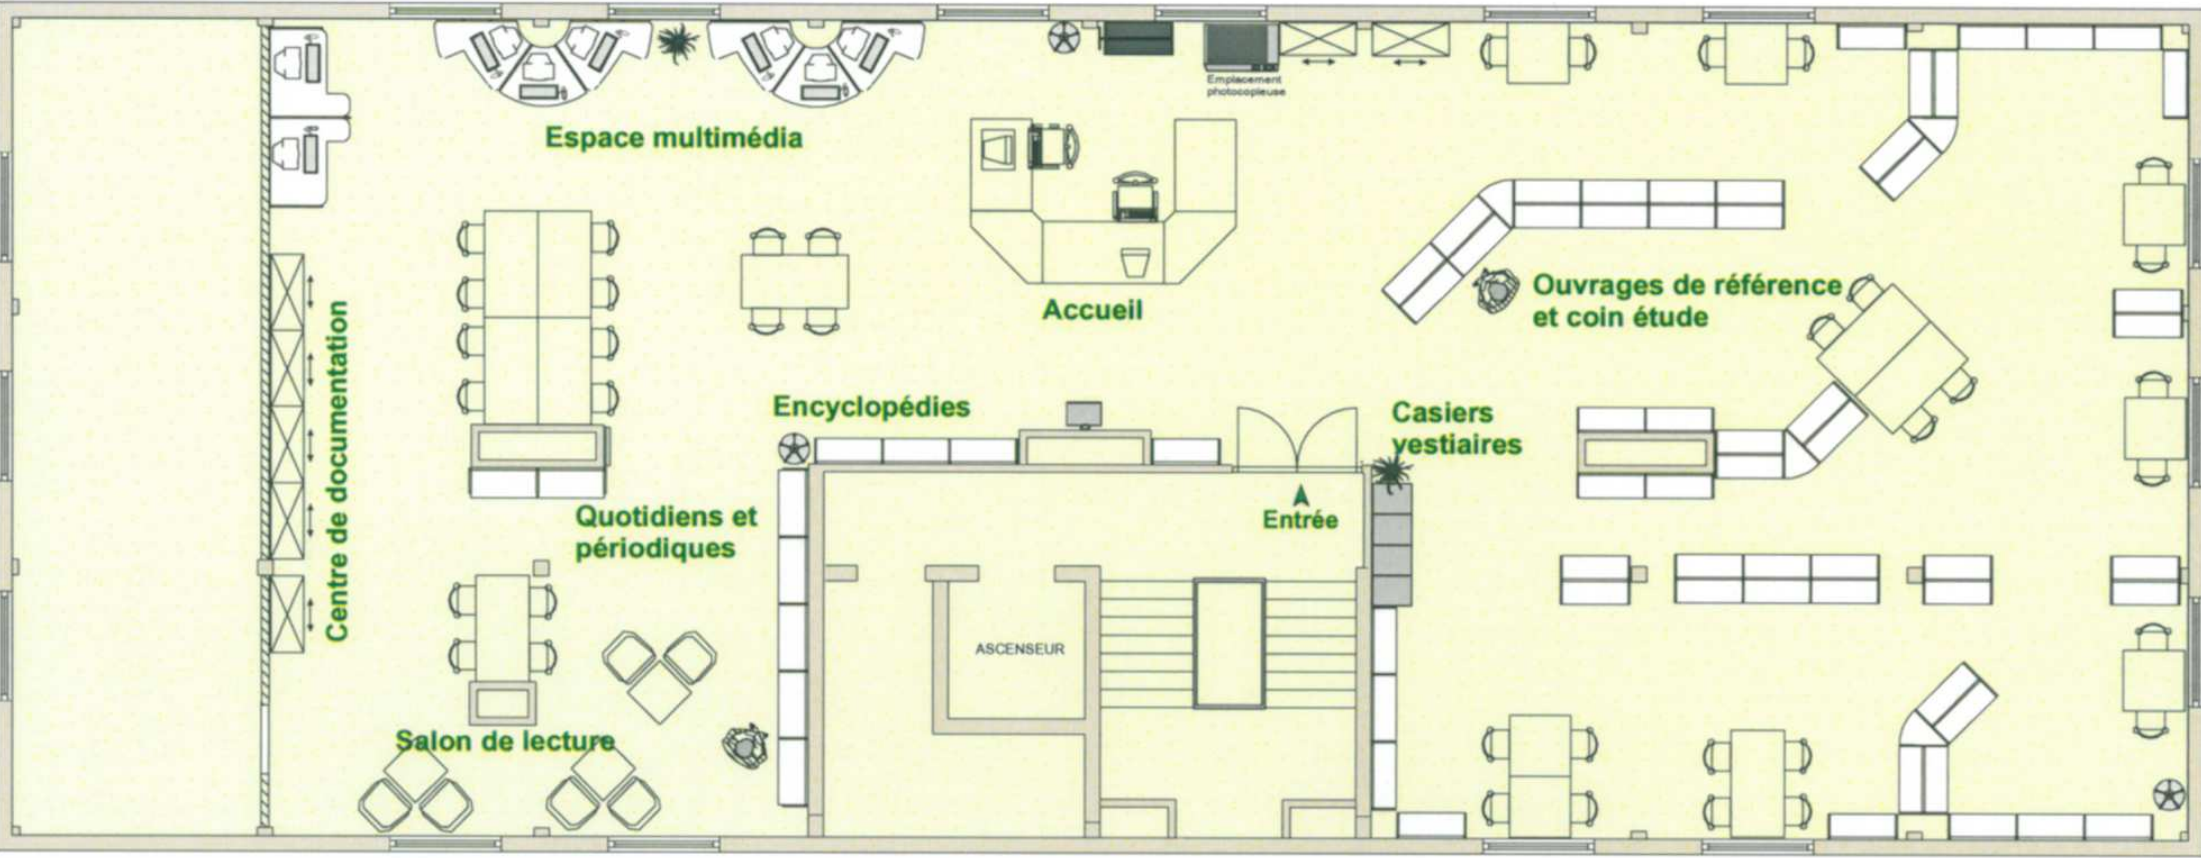 Emplacement
photocopieuse
Espace multimédia
Accueil
Ouvrages de référence
et coin étude
Centre de documentation
Encyclopédies
Casiers
vestiaires
Quotidiens et
périodiques
Entrée
ASCENSEUR
Salon de lecture